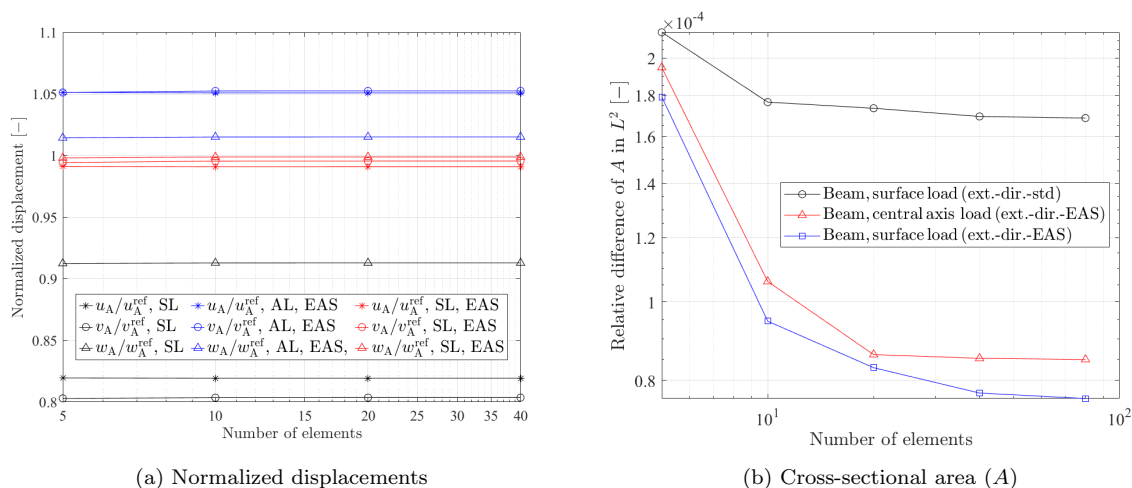 1.1
1.05
1
0.95
0.9
0.85
0.8
Normalized displacement [−]
u_A/u_A^ref, SL
u_A/u_A^ref, AL, EAS
u_A/u_A^ref, SL, EAS
v_A/v_A^ref, SL
v_A/v_A^ref, AL, EAS
v_A/v_A^ref, SL, EAS
w_A/w_A^ref, SL
w_A/w_A^ref, AL, EAS,
w_A/w_A^ref, SL, EAS
5 10 15 20 25 30 35 40
Number of elements
(a) Normalized displacements
×10^-4
2
1.8
1.6
1.4
1.2
1
0.8
Relative difference of A in L^2 [−]
Beam, surface load (ext.-dir.-std)
Beam, central axis load (ext.-dir.-EAS)
Beam, surface load (ext.-dir.-EAS)
10^1 10^2
Number of elements
(b) Cross-sectional area (A)